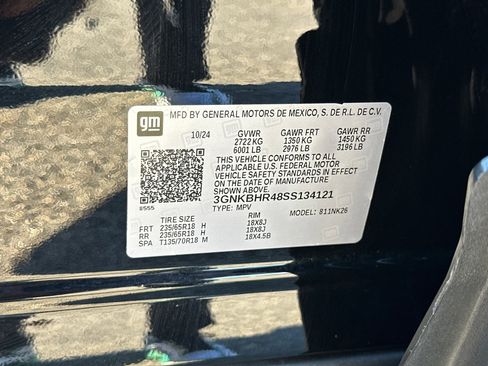 gm
MFD BY GENERAL MOTORS DE MEXICO, S. DE R.L. DE C.V.
10/24 GVWR GAWR FRT GAWR RR
2722 KG 1350 KG 1450 KG
6001 LB 2976 LB 3196 LB
THIS VEHICLE CONFORMS TO ALL
APPLICABLE U.S. FEDERAL MOTOR
VEHICLE SAFETY STANDARDS
IN EFFECT ON THE DATE OF MANUFACTURE
SHOWN ABOVE.
3GNKBHR48SS134121
TYPE: MPV MODEL: 811NK26
TIRE SIZE RIM
FRT 235/65R18 H 18X8J
RR 235/65R18 H 18X8J
SPA T135/70R18 M 18X4.5B